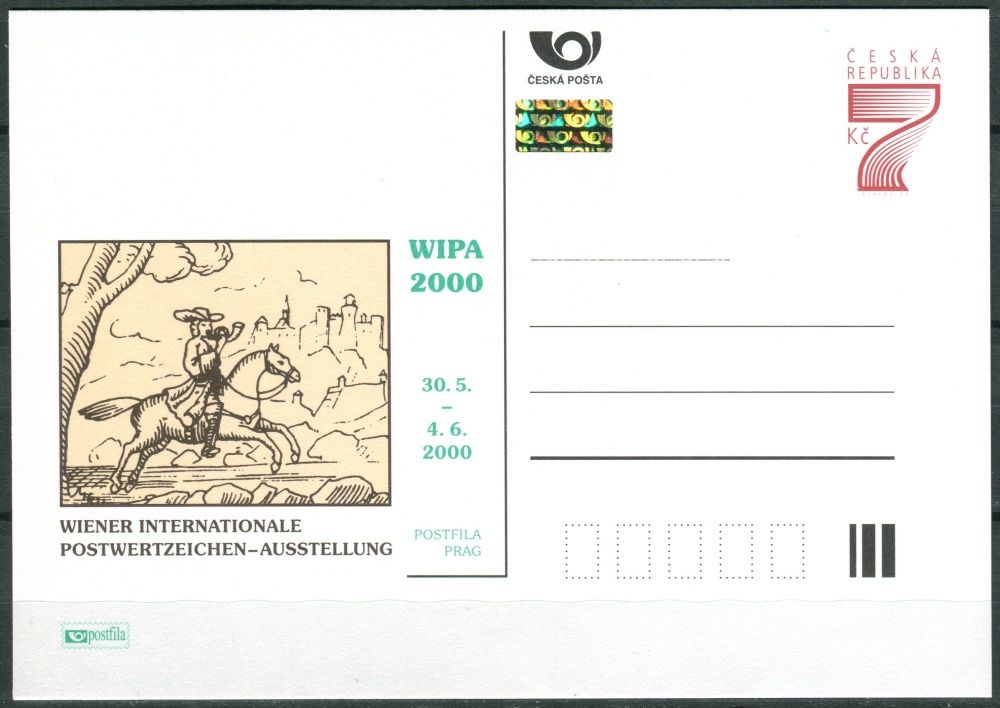 ČESKÁ POŠTA
ČESKÁ
REPUBLIKA
7
Kč
WIPA
2000
30. 5.
–
4. 6.
2000
WIENER INTERNATIONALE
POSTWERTZEICHEN–AUSSTELLUNG
POSTFILA
PRAG
postfila